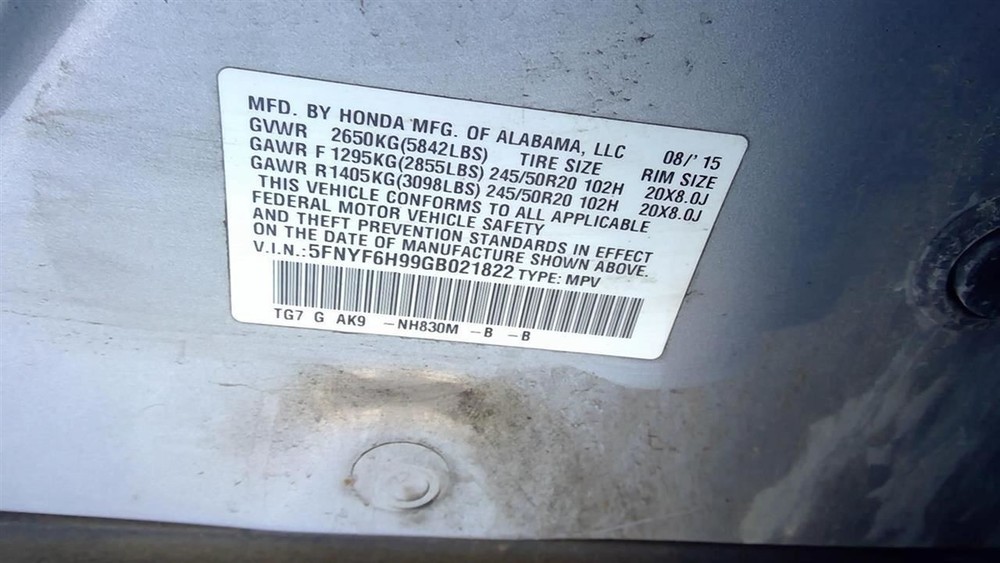 MFD. BY HONDA MFG. OF ALABAMA, LLC 08/' 15
GVWR 2650KG(5842LBS) TIRE SIZE RIM SIZE
GAWR F 1295KG(2855LBS) 245/50R20 102H 20X8.0J
GAWR R1405KG(3098LBS) 245/50R20 102H 20X8.0J
THIS VEHICLE CONFORMS TO ALL APPLICABLE
FEDERAL MOTOR VEHICLE SAFETY
AND THEFT PREVENTION STANDARDS IN EFFECT
ON THE DATE OF MANUFACTURE SHOWN ABOVE.
V.I.N.:5FNYF6H99GB021822 TYPE: MPV
TG7 G AK9 -NH830M -B -B